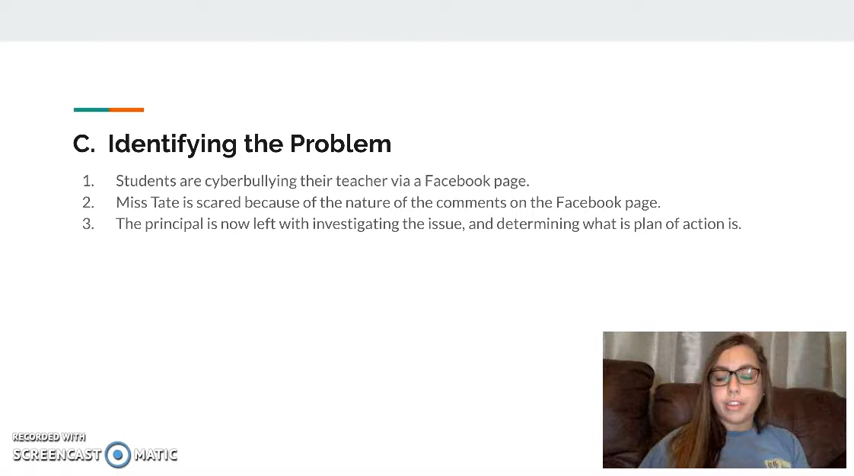 C. Identifying the Problem
1. Students are cyberbullying their teacher via a Facebook page.
2. Miss Tate is scared because of the nature of the comments on the Facebook page.
3. The principal is now left with investigating the issue, and determining what is plan of action is.
RECORDED WITH
SCREENCAST MATIC